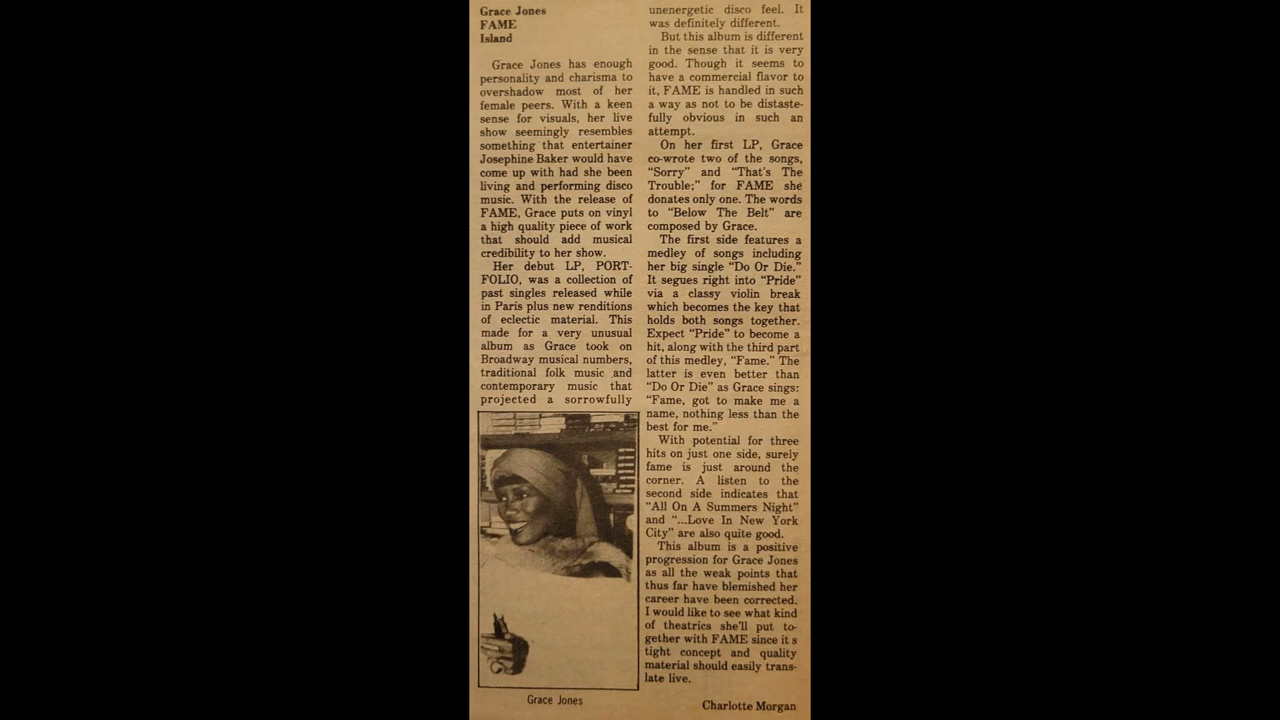 Grace Jones
FAME
Island
Grace Jones has enough
personality and charisma to
overshadow most of her
female peers. With a keen
sense for visuals, her live
show seemingly resembles
something that entertainer
Josephine Baker would have
come up with had she been
living and performing disco
music. With the release of
FAME, Grace puts on vinyl
a high quality piece of work
that should add musical
credibility to her show.
Her debut LP, PORT-
FOLIO, was a collection of
past singles released while
in Paris plus new renditions
of eclectic material. This
made for a very unusual
album as Grace took on
Broadway musical numbers,
traditional folk music and
contemporary music that
projected a sorrowfully
unenergetic disco feel. It
was definitely different.
But this album is different
in the sense that it is very
good. Though it seems to
have a commercial flavor to
it, FAME is handled in such
a way as not to be distaste-
fully obvious in such an
attempt.
On her first LP, Grace
co-wrote two of the songs,
“Sorry” and “That's The
Trouble;” for FAME she
donates only one. The words
to “Below The Belt” are
composed by Grace.
The first side features a
medley of songs including
her big single “Do Or Die.”
It segues right into “Pride”
via a classy violin break
which becomes the key that
holds both songs together.
Expect “Pride” to become a
hit, along with the third part
of this medley, “Fame.” The
latter is even better than
“Do Or Die” as Grace sings:
“Fame, got to make me a
name, nothing less than the
best for me.”
With potential for three
hits on just one side, surely
fame is just around the
corner. A listen to the
second side indicates that
“All On A Summers Night”
and “...Love In New York
City” are also quite good.
This album is a positive
progression for Grace Jones
as all the weak points that
thus far have blemished her
career have been corrected.
I would like to see what kind
of theatrics she'll put to-
gether with FAME since it s
tight concept and quality
material should easily trans-
late live.
Charlotte Morgan
Grace Jones